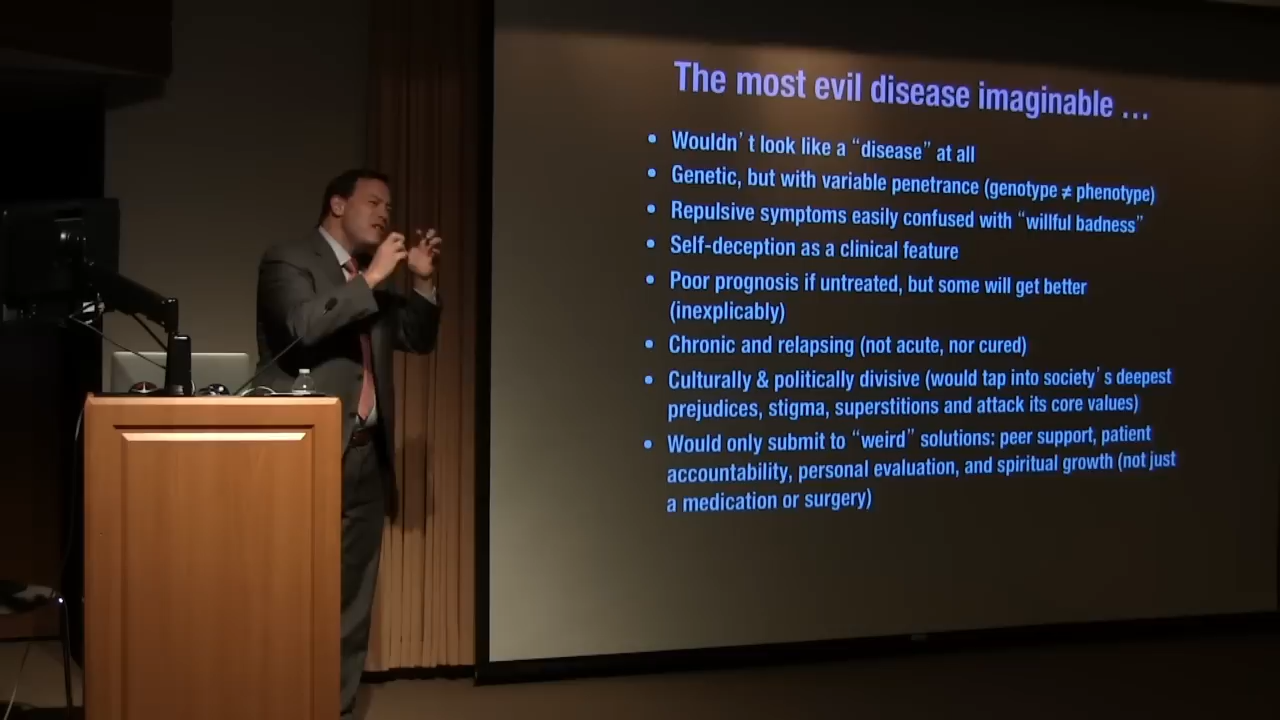 The most evil disease imaginable …
• Wouldn't look like a “disease” at all
• Genetic, but with variable penetrance (genotype ≠ phenotype)
• Repulsive symptoms easily confused with “willful badness”
• Self-deception as a clinical feature
• Poor prognosis if untreated, but some will get better
(inexplicably)
• Chronic and relapsing (not acute, nor cured)
• Culturally & politically divisive (would tap into society's deepest
prejudices, stigma, superstitions and attack its core values)
• Would only submit to “weird” solutions: peer support, patient
accountability, personal evaluation, and spiritual growth (not just
a medication or surgery)